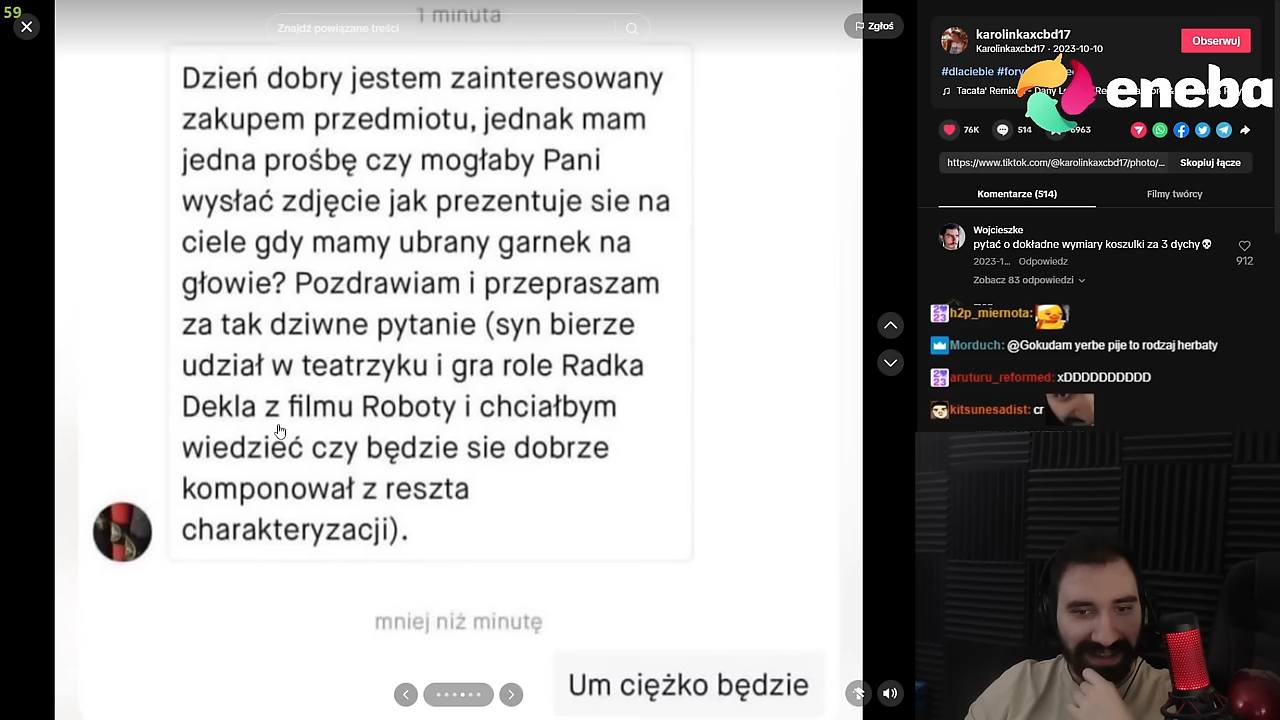 59
1 minuta
Znajdź powiązane treści
Zgłoś
Dzień dobry jestem zainteresowany
zakupem przedmiotu, jednak mam
jedna prośbę czy mogłaby Pani
wysłać zdjęcie jak prezentuje sie na
ciele gdy mamy ubrany garnek na
głowie? Pozdrawiam i przepraszam
za tak dziwne pytanie (syn bierze
udział w teatrzyku i gra role Radka
Dekla z filmu Roboty i chciałbym
wiedzieć czy będzie sie dobrze
komponował z reszta
charakteryzacji).
mniej niż minutę
Um ciężko będzie
karolinkaxcbd17
Karolinkaxcbd17 · 2023-10-10
Obserwuj
#dlaciebie
eneba
Tacata' Remix
76K
514
6963
https://www.tiktok.com/@karolinkaxcbd17/photo/...
Skopiuj łącze
Komentarze (514)
Filmy twórcy
Wojcieszke
pytać o dokładne wymiary koszulki za 3 dychy💀
2023-1... Odpowiedz
912
Zobacz 83 odpowiedzi
h2p_miernota:
Morduch: @Gokudam yerbe pije to rodzaj herbaty
aruturu_reformed: xDDDDDDDDDD
kitsunesadist: cr